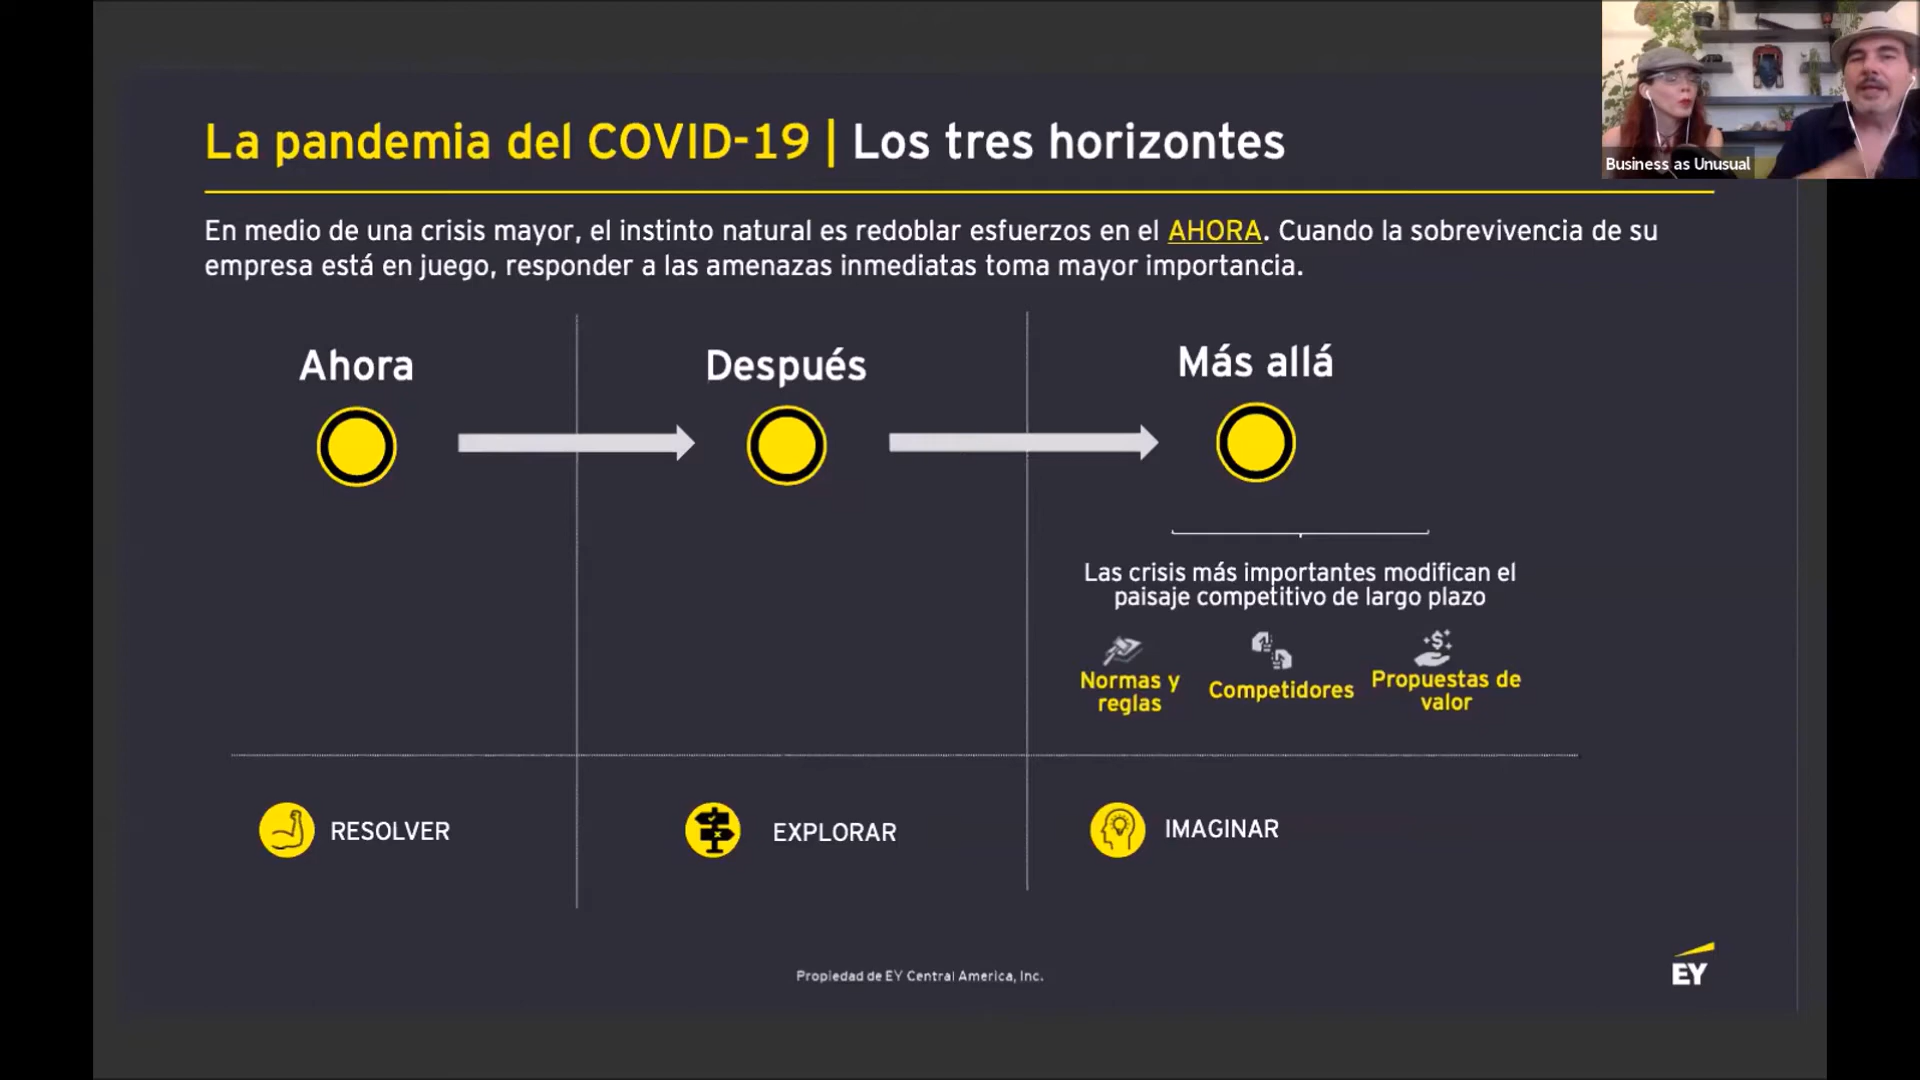 La pandemia del COVID-19 | Los tres horizontes
Business as Unusual
En medio de una crisis mayor, el instinto natural es redoblar esfuerzos en el AHORA. Cuando la sobrevivencia de su
empresa está en juego, responder a las amenazas inmediatas toma mayor importancia.
Ahora
Después
Más allá
Las crisis más importantes modifican el
paisaje competitivo de largo plazo
Normas y
reglas
Competidores
Propuestas de
valor
RESOLVER
EXPLORAR
IMAGINAR
Propiedad de EY Central America, Inc.
EY